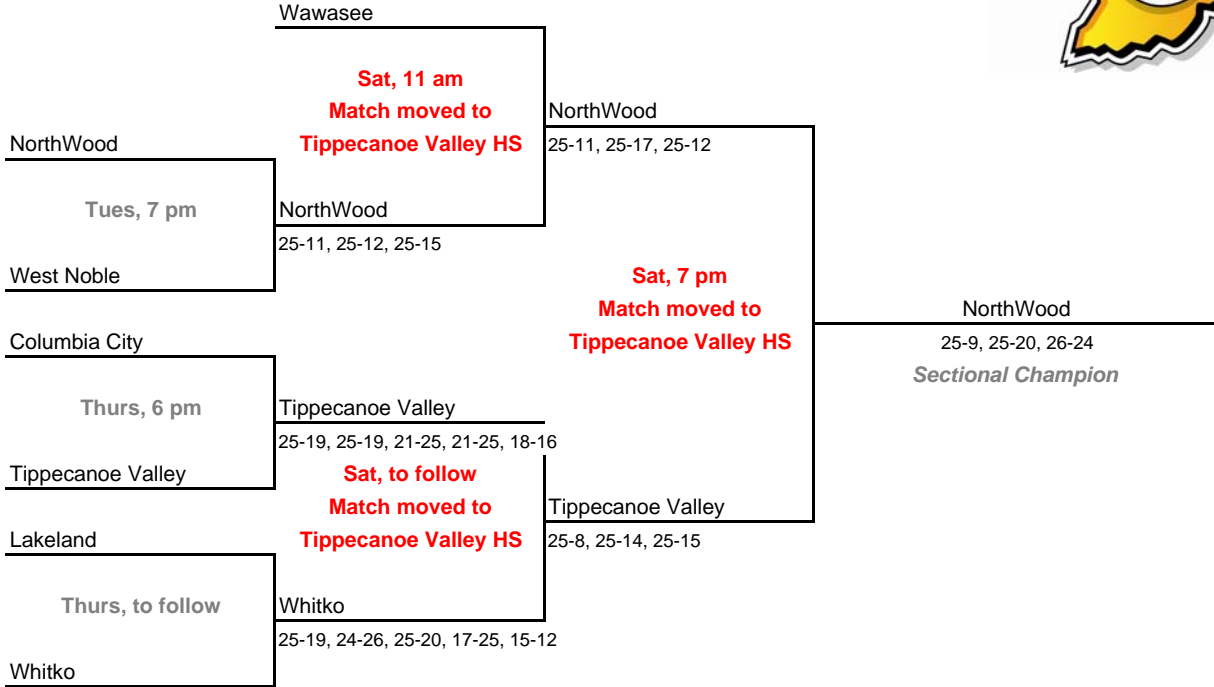 Wawasee
Sat, 11 am
Match moved to
Tippecanoe Valley HS
NorthWood
25-11, 25-17, 25-12
NorthWood
Tues, 7 pm
NorthWood
25-11, 25-12, 25-15
West Noble
Sat, 7 pm
Match moved to
Tippecanoe Valley HS
NorthWood
25-9, 25-20, 26-24
Sectional Champion
Columbia City
Thurs, 6 pm
Tippecanoe Valley
25-19, 25-19, 21-25, 21-25, 18-16
Tippecanoe Valley
Sat, to follow
Match moved to
Tippecanoe Valley HS
Tippecanoe Valley
25-8, 25-14, 25-15
Lakeland
Thurs, to follow
Whitko
25-19, 24-26, 25-20, 17-25, 15-12
Whitko